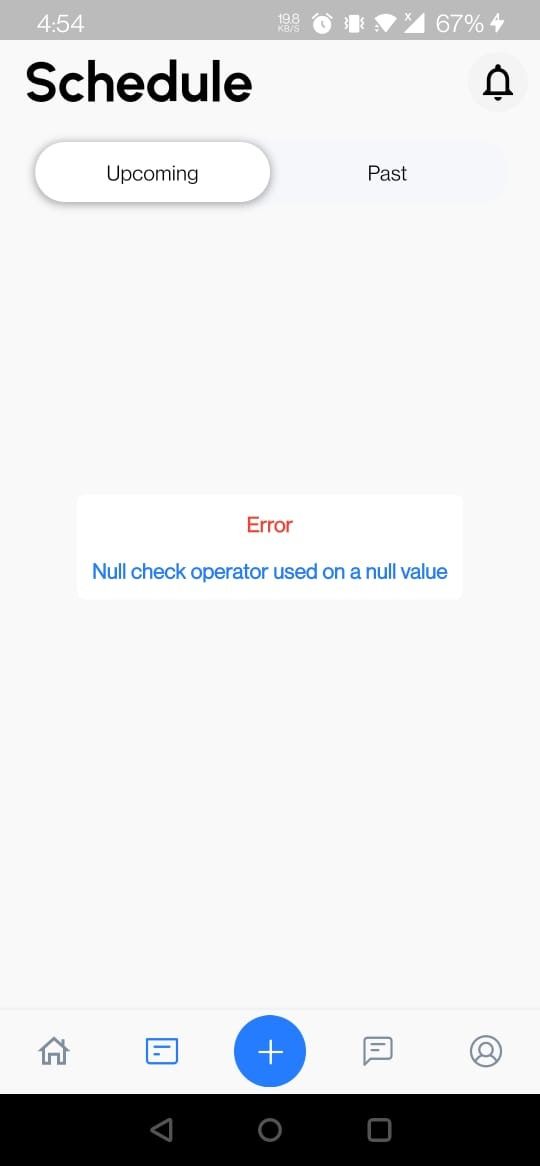 4:54
19.8
KB/S
67%
Schedule
Upcoming
Past
Error
Null check operator used on a null value